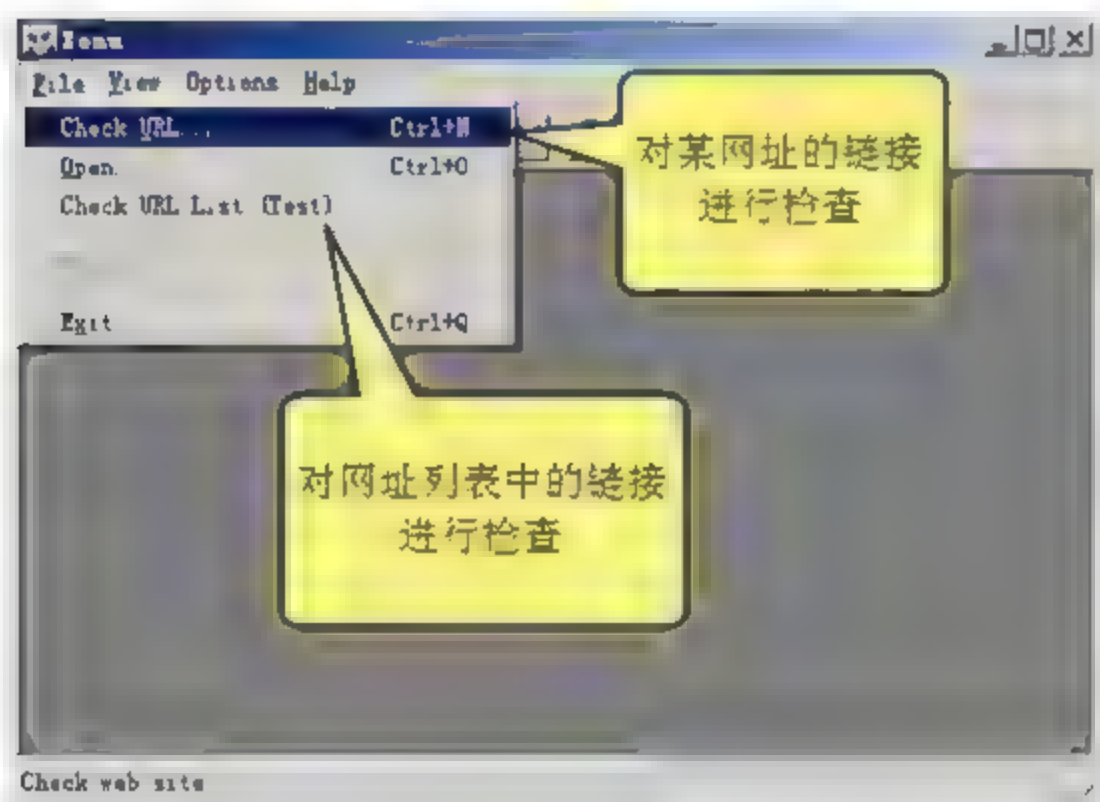 Xenu
File View Options Help
Check URL... Ctrl+N
Open. Ctrl+O
Check URL List (Test)
Exit Ctrl+Q
对某网址的链接
进行检查
对网址列表中的链接
进行检查
Check web site